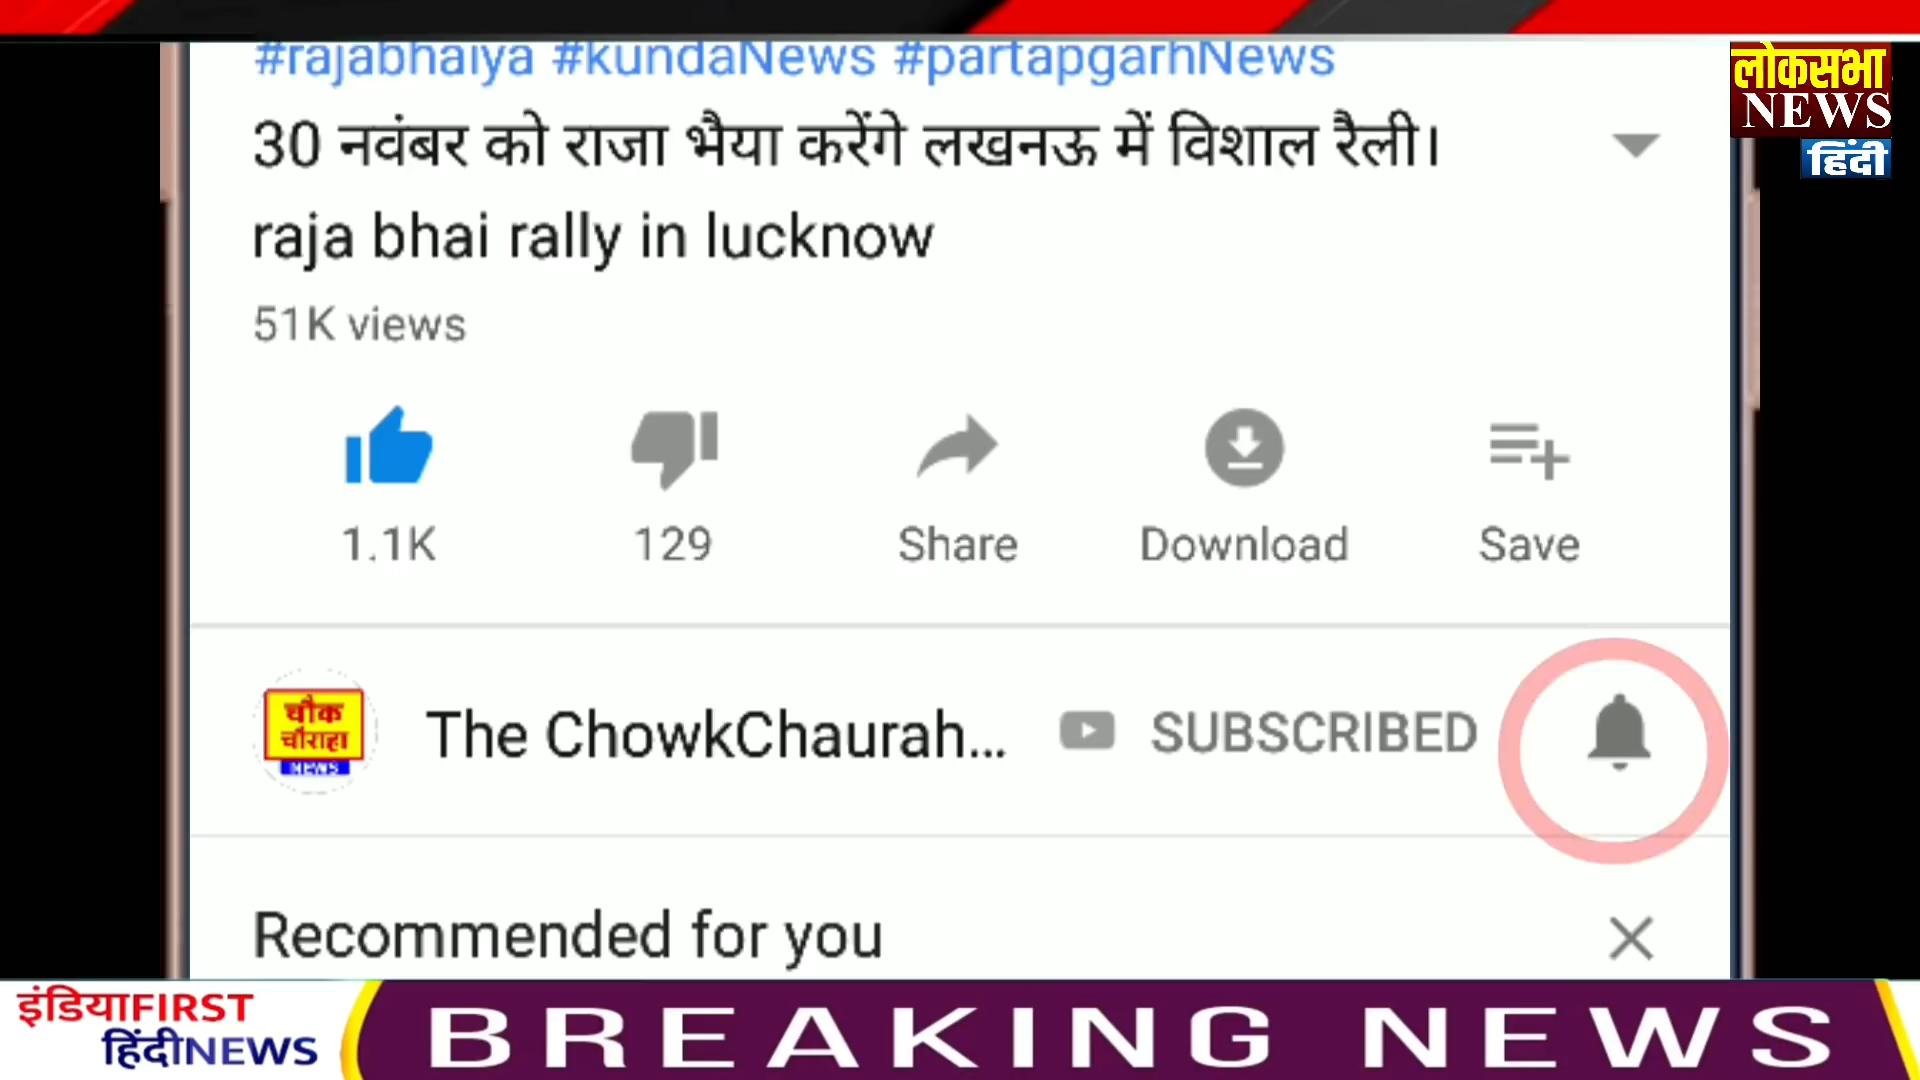 #rajabhaiya #kundaNews #partapgarhNews
लोकसभा
NEWS
हिंदी
30 नवंबर को राजा भैया करेंगे लखनऊ में विशाल रैली।
raja bhai rally in lucknow
51K views
1.1K 129 Share Download Save
चौक
चौराहा
NEWS
The ChowkChaurah... SUBSCRIBED
Recommended for you
इंडियाFIRST
हिंदीNEWS
BREAKING NEWS